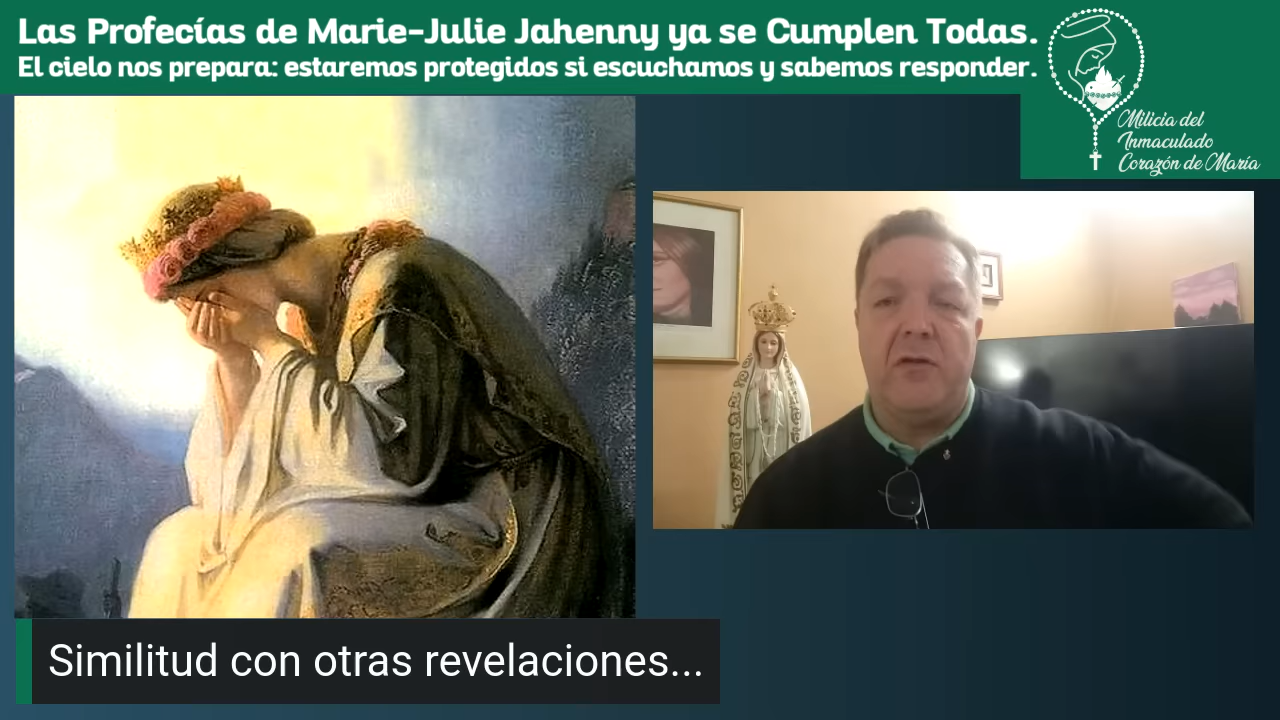 Las Profecías de Marie-Julie Jahenny ya se Cumplen Todas.
El cielo nos prepara: estaremos protegidos si escuchamos y sabemos responder.
Milicia del
Inmaculado
Corazón de María
Similitud con otras revelaciones...